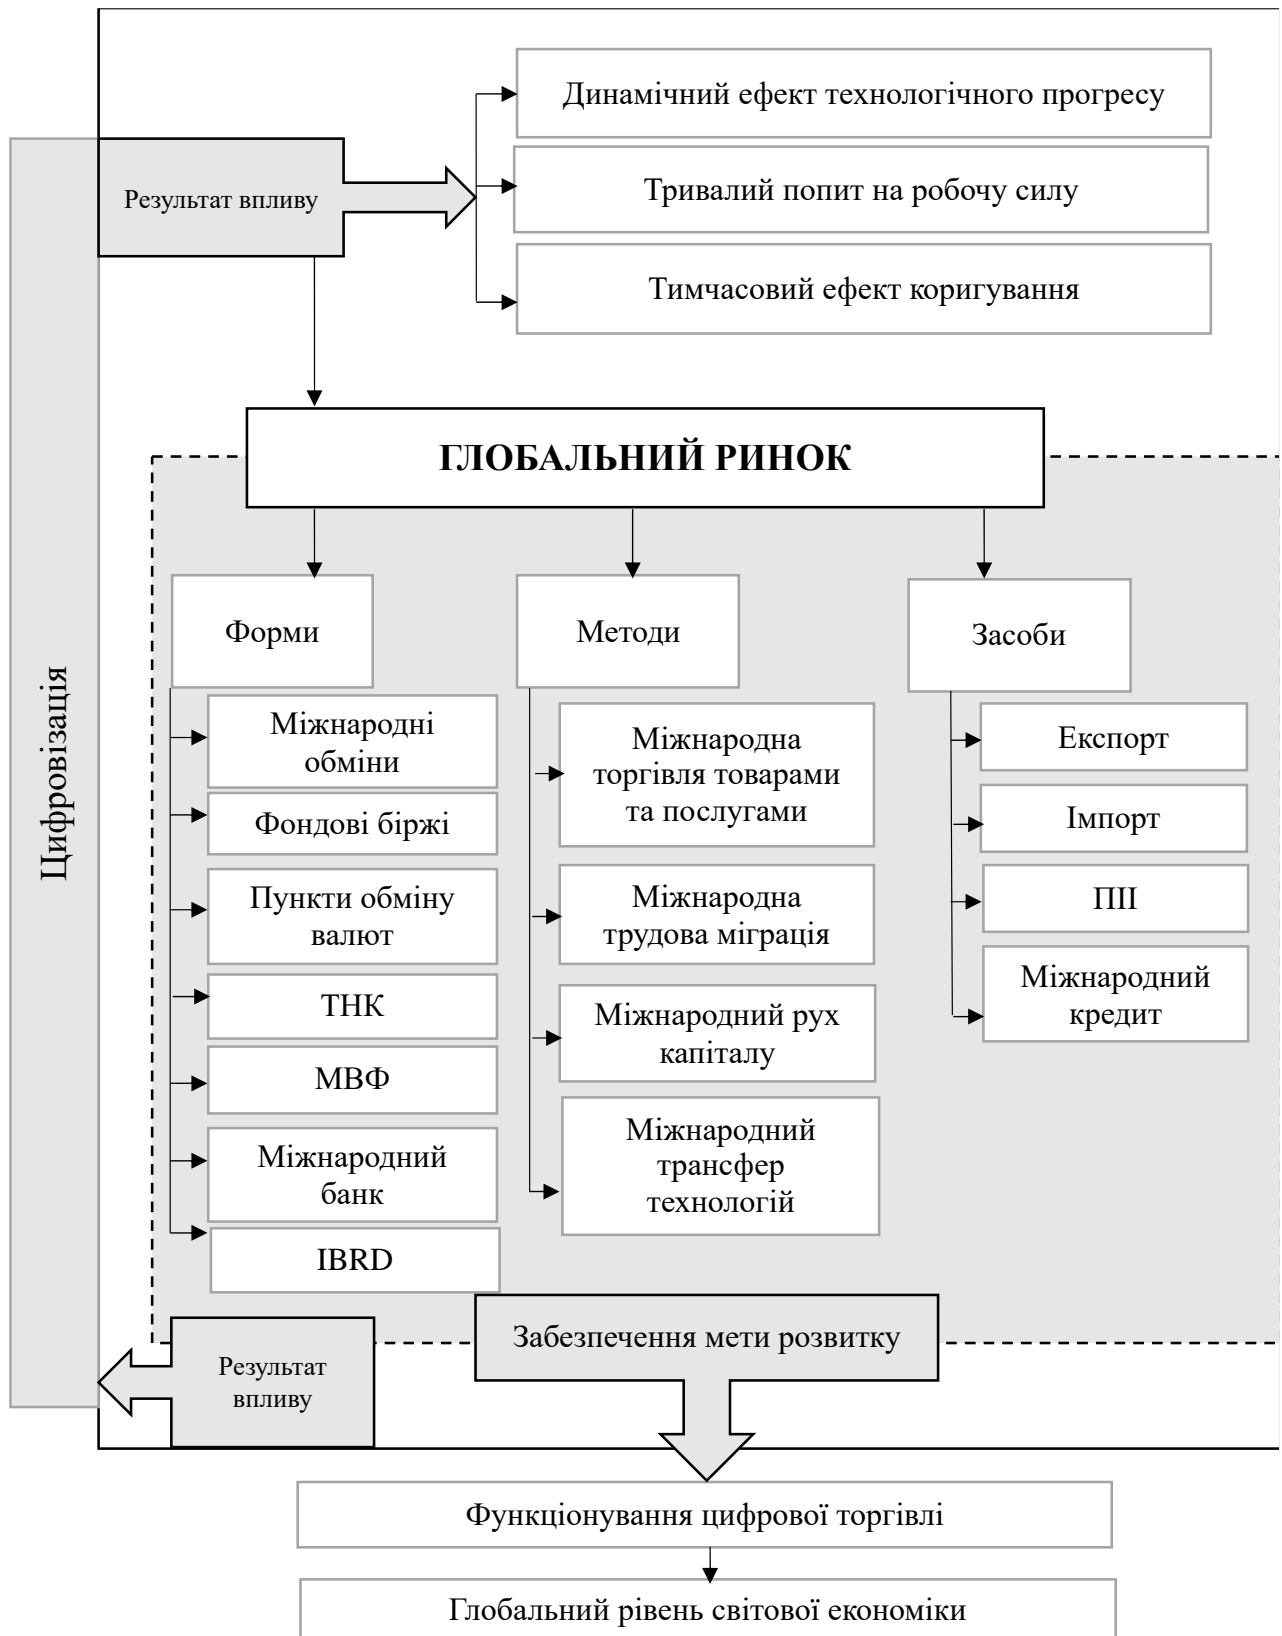 Динамічний ефект технологічного прогресу
Результат впливу
Тривалий попит на робочу силу
Тимчасовий ефект коригування
ГЛОБАЛЬНИЙ РИНОК
Цифровізація
Форми
Міжнародні
обміни
Фондові біржі
Пункти обміну
валют
ТНК
МВФ
Міжнародний
банк
IBRD
Методи
Міжнародна
торгівля товарами
та послугами
Міжнародна
трудова міграція
Міжнародний рух
капіталу
Міжнародний
трансфер
технологій
Засоби
Експорт
Імпорт
ПІІ
Міжнародний
кредит
Забезпечення мети розвитку
Результат
впливу
Функціонування цифрової торгівлі
Глобальний рівень світової економіки